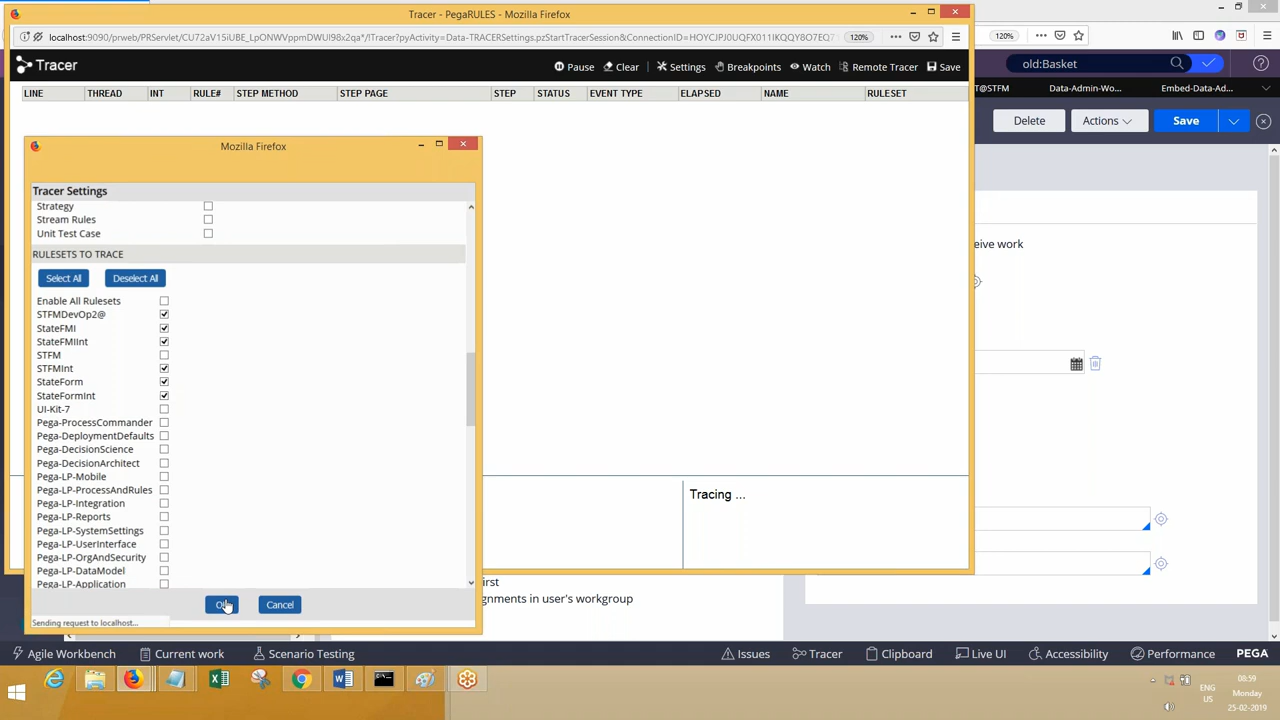 Tracer - PegaRULES - Mozilla Firefox
localhost:9090/prweb/PRServlet/CU72aV15iUBE_LpONWVppmDWUI98x2qa*/!Tracer?pyActivity=Data-TRACERSettings.pzStartTracerSession&ConnectionID=HOYCJPJ0UQFX011IKQQY8O7EQ7
120%
120%
Tracer
Pause
Clear
Settings
Breakpoints
Watch
Remote Tracer
Save
old:Basket
LINE THREAD INT RULE# STEP METHOD STEP PAGE STEP STATUS EVENT TYPE ELAPSED NAME RULESET
T@STFM
Data-Admin-Wo...
Embed-Data-Ad...
Delete
Actions
Save
Mozilla Firefox
Tracer Settings
Strategy
Stream Rules
Unit Test Case
RULESETS TO TRACE
Select All
Deselect All
Enable All Rulesets
STFMDevOp2@
StateFMI
StateFMIInt
STFM
STFMInt
StateForm
StateFormInt
UI-Kit-7
Pega-ProcessCommander
Pega-DeploymentDefaults
Pega-DecisionScience
Pega-DecisionArchitect
Pega-LP-Mobile
Pega-LP-ProcessAndRules
Pega-LP-Integration
Pega-LP-Reports
Pega-LP-SystemSettings
Pega-LP-UserInterface
Pega-LP-OrgAndSecurity
Pega-LP-DataModel
Pega-LP-Application
Cancel
Sending request to localhost...
Tracing ...
eive work
irst
gnments in user's workgroup
Agile Workbench
Current work
Scenario Testing
Issues
Tracer
Clipboard
Live UI
Accessibility
Performance
PEGA
ENG
US
08:59
Monday
25-02-2019